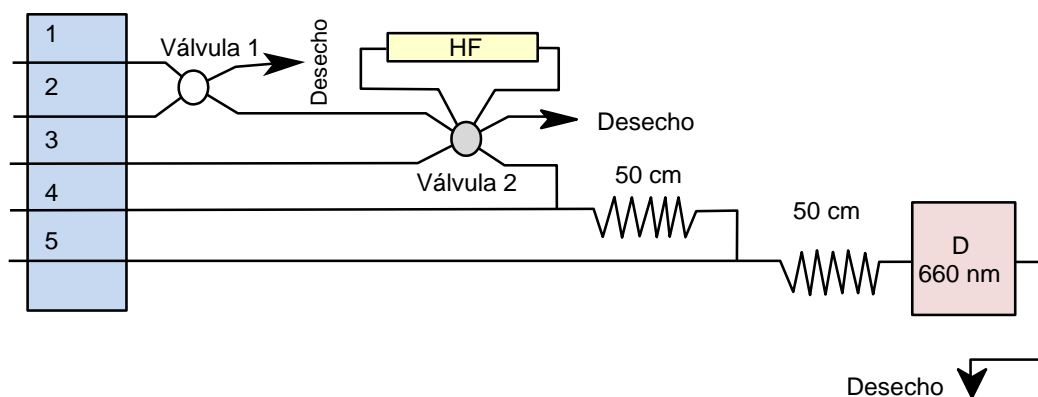 1
Válvula 1
Desecho
HF
2
3
Desecho
Válvula 2
4
50 cm
50 cm
5
D
660 nm
Desecho